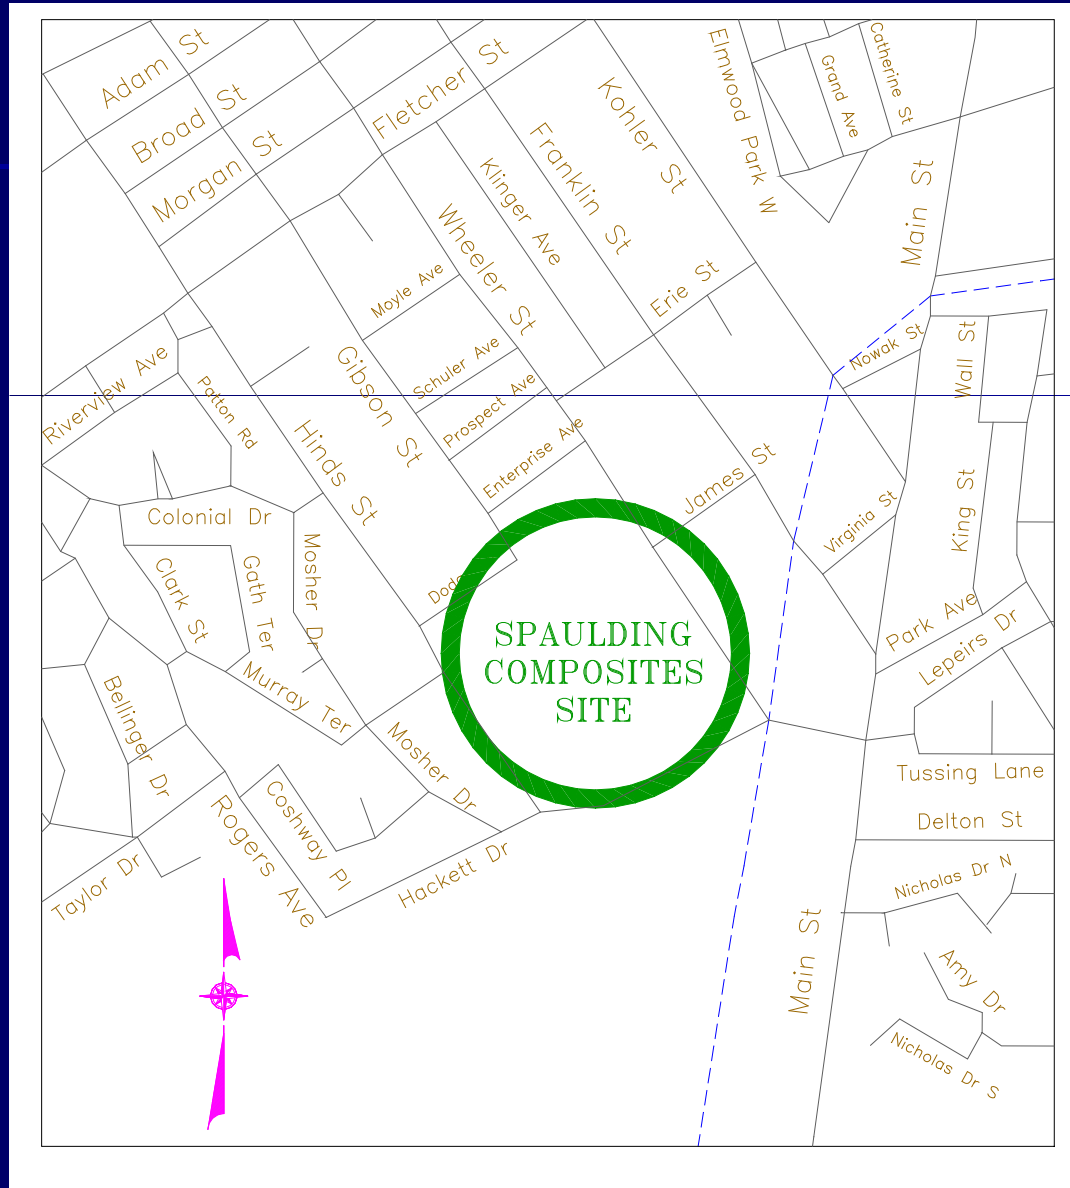 Adam St
Broad St
Morgan St
Fletcher St
Kohler St
Elmwood Park W
Grand Ave
Catherine St
Franklin St
Klinger Ave
Wheeler St
Main St
Moyle Ave
Erie St
Schuler Ave
Gibson St
Prospect Ave
Enterprise Ave
Nowak St
Wall St
Riverview Ave
Patton Rd
Hinds St
James St
Virginia St
King St
Colonial Dr
Clark St
Gath Ter
Mosher Dr
Park Ave
Lepeirs Dr
SPAULDING
COMPOSITES
SITE
Bellinger Dr
Murray Ter
Mosher Dr
Tussing Lane
Delton St
Rogers Ave
Coshway Pl
Hackett Dr
Taylor Dr
Nicholas Dr N
Main St
Amy Dr
Nicholas Dr S